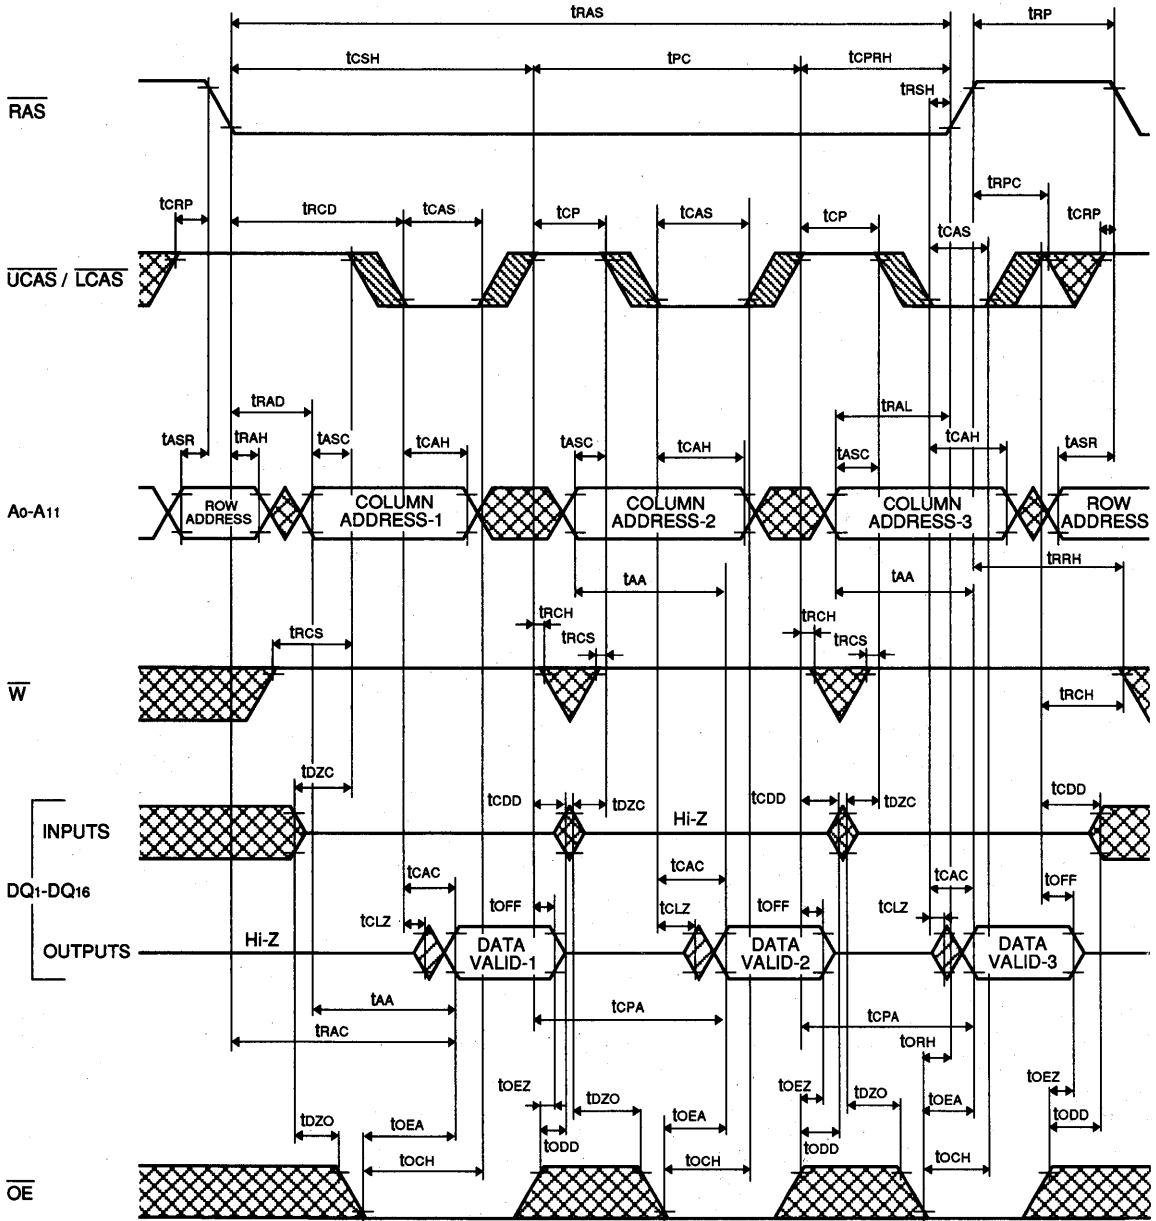 tRAS tRP
tCSH tPC tCPRH
tRSH
RAS
tRPC
tCRP tRCD tCAS tCP tCAS tCP tCAS tCRP
UCAS / LCAS
tRAD tRAL
tASR tRAH tASC tCAH tASC tCAH tASC tCAH tASR
A0-A11
ROW ADDRESS
COLUMN ADDRESS-1
COLUMN ADDRESS-2
COLUMN ADDRESS-3
ROW ADDRESS
tAA tAA tRRH
tRCS tRCH tRCS tRCH tRCS
W
tRCH
tDZC tCDD tDZC tCDD tDZC tCDD
INPUTS
Hi-Z
DQ1-DQ16
tCAC tCAC tCAC
tCLZ tOFF tCLZ tOFF tCLZ tOFF
OUTPUTS
Hi-Z
DATA VALID-1
DATA VALID-2
DATA VALID-3
tAA tCPA tCPA
tRAC tORH
tOEZ tOEZ tOEZ
tDZO tOEA tDZO tOEA tDZO tOEA
tODD tODD tODD
tOCH tOCH tOCH
OE